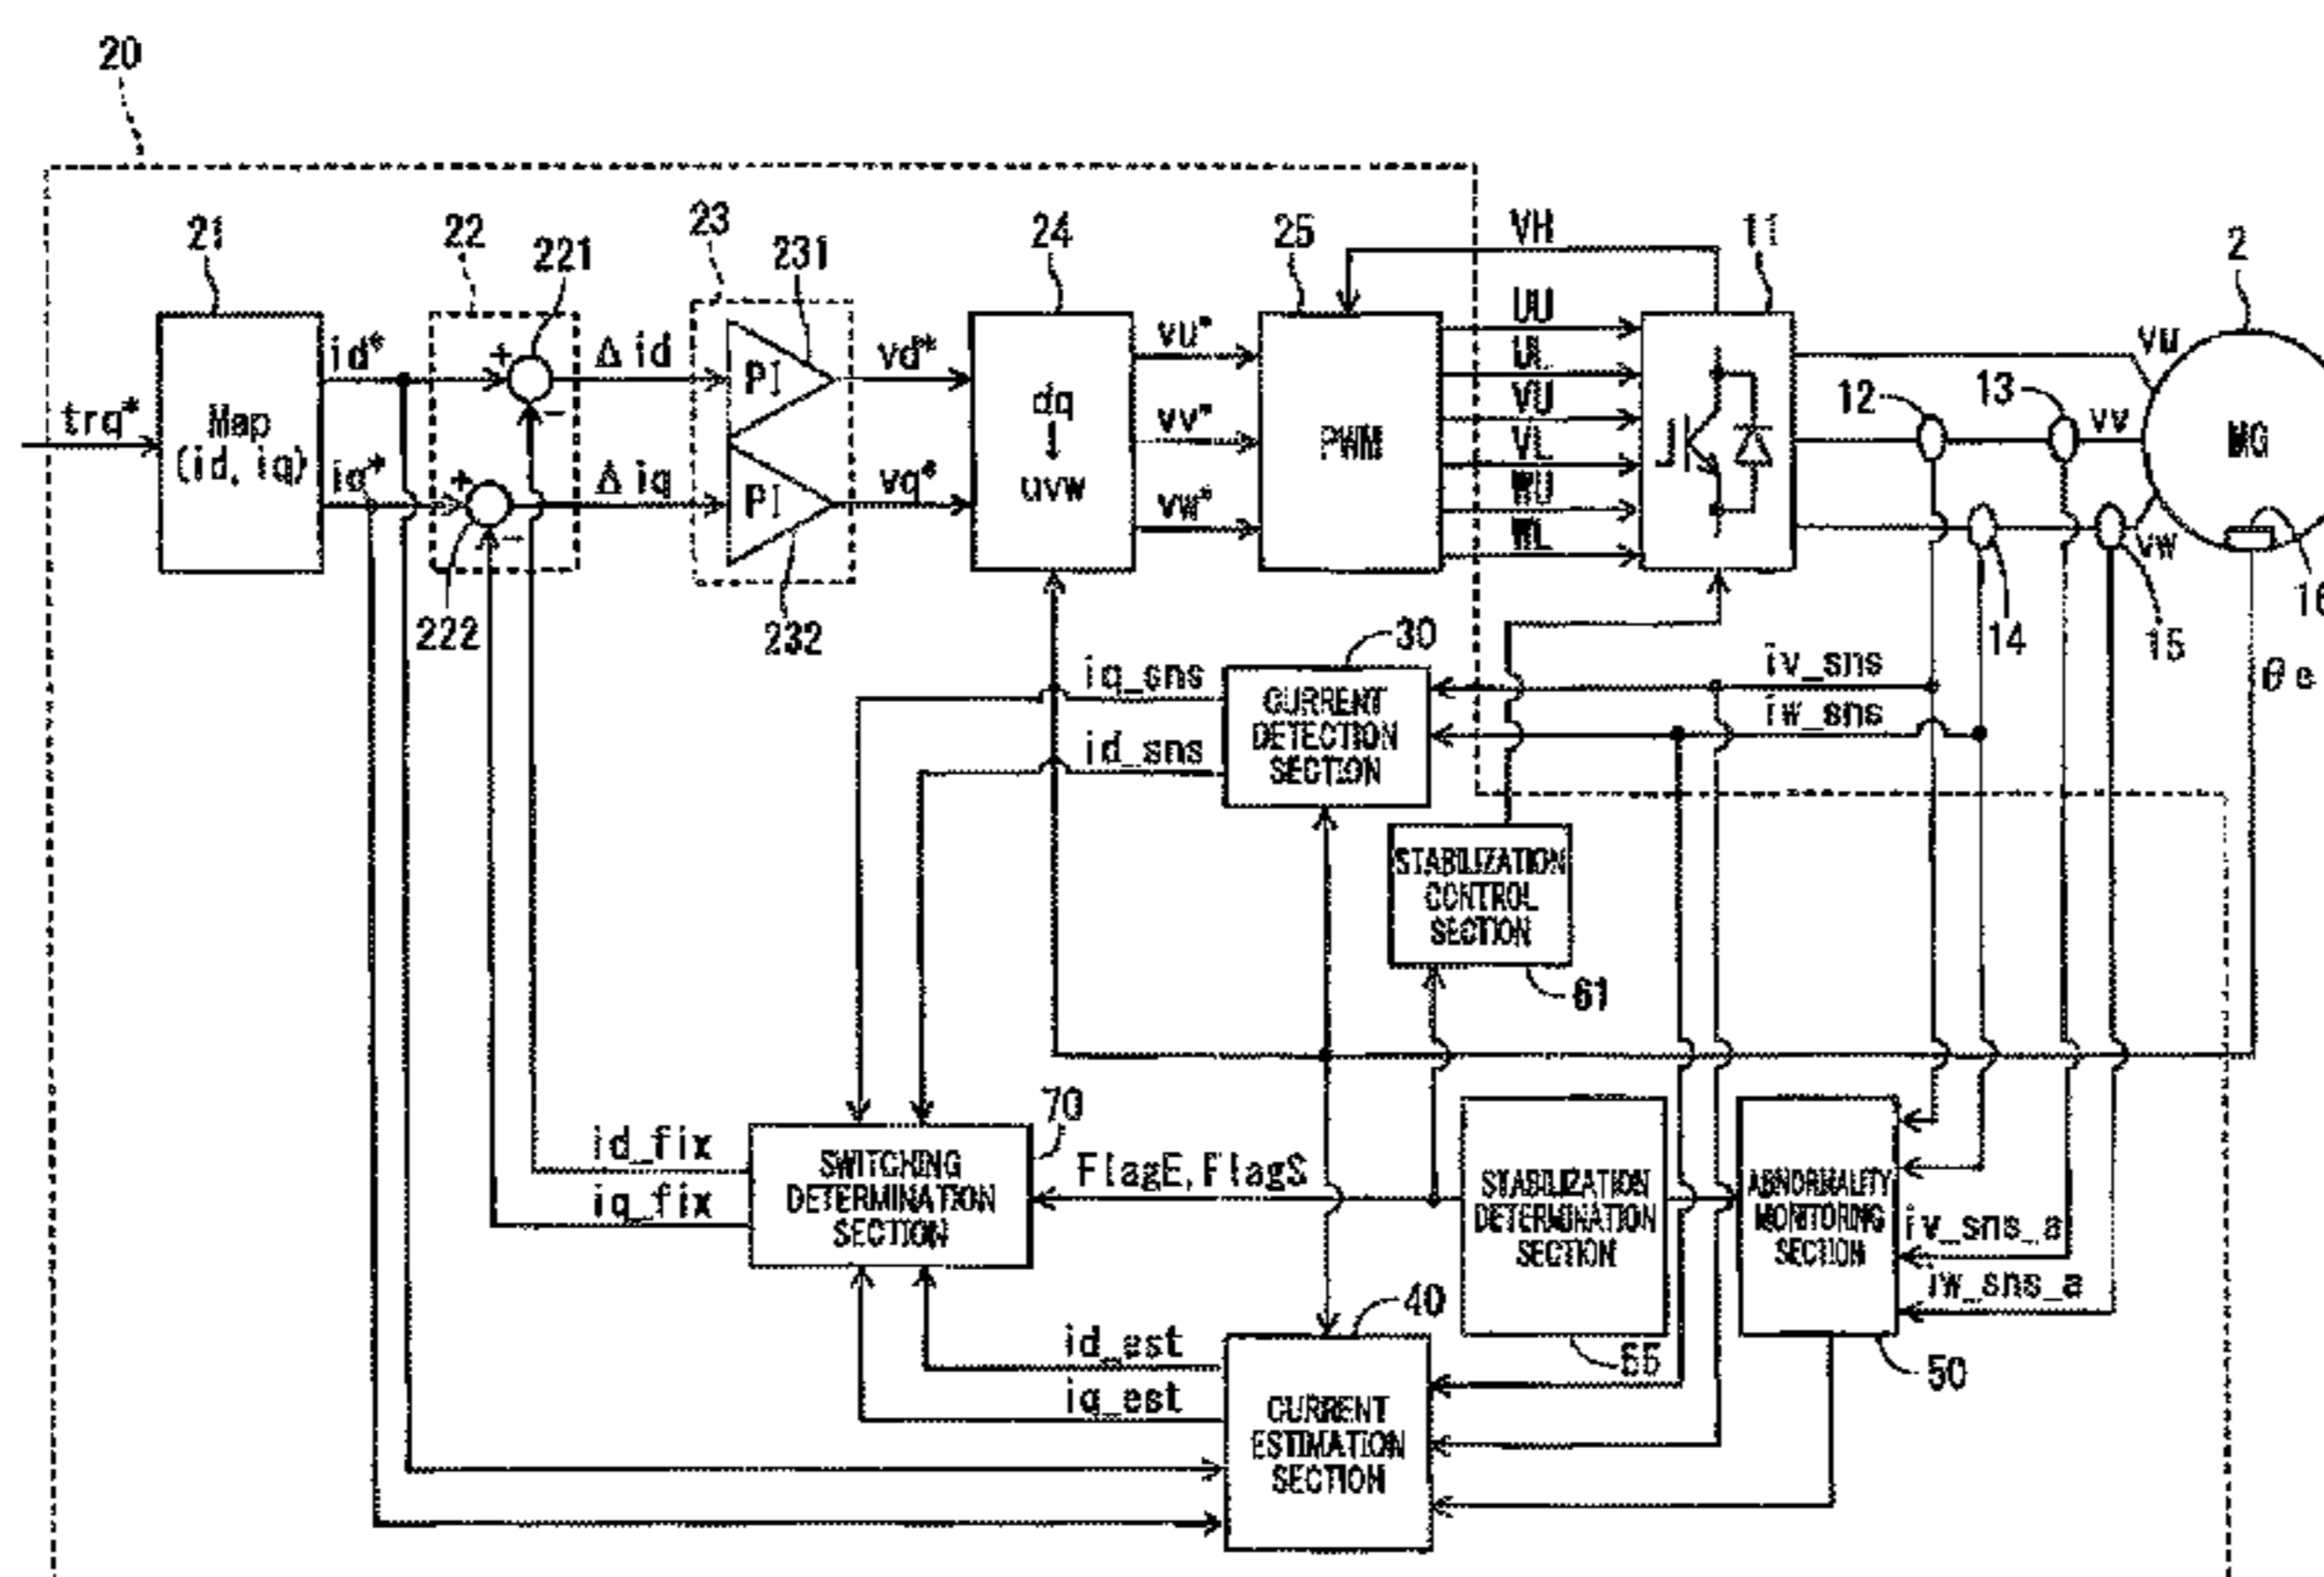 20
21
22
221
23
231
24
25
VH
11
2
trq*
Map
(id, iq)
id*
iq*
+
-
+
-
222
Δid
Δiq
PI
PI
232
vd*
vq*
dq
↓
uvw
vu*
vv*
vw*
PWM
UU
UL
VU
VL
WU
WL
12
13
14
15
16
vu
vv
vw
MG
θe
30
CURRENT
DETECTION
SECTION
iq_sns
id_sns
iv_sns
iw_sns
STABILIZATION
CONTROL
SECTION
61
70
SWITCHING
DETERMINATION
SECTION
id_fix
iq_fix
FlagE, FlagS
STABILIZATION
DETERMINATION
SECTION
ABNORMALITY
MONITORING
SECTION
50
iv_sns_a
iw_sns_a
40
CURRENT
ESTIMATION
SECTION
id_est
iq_est